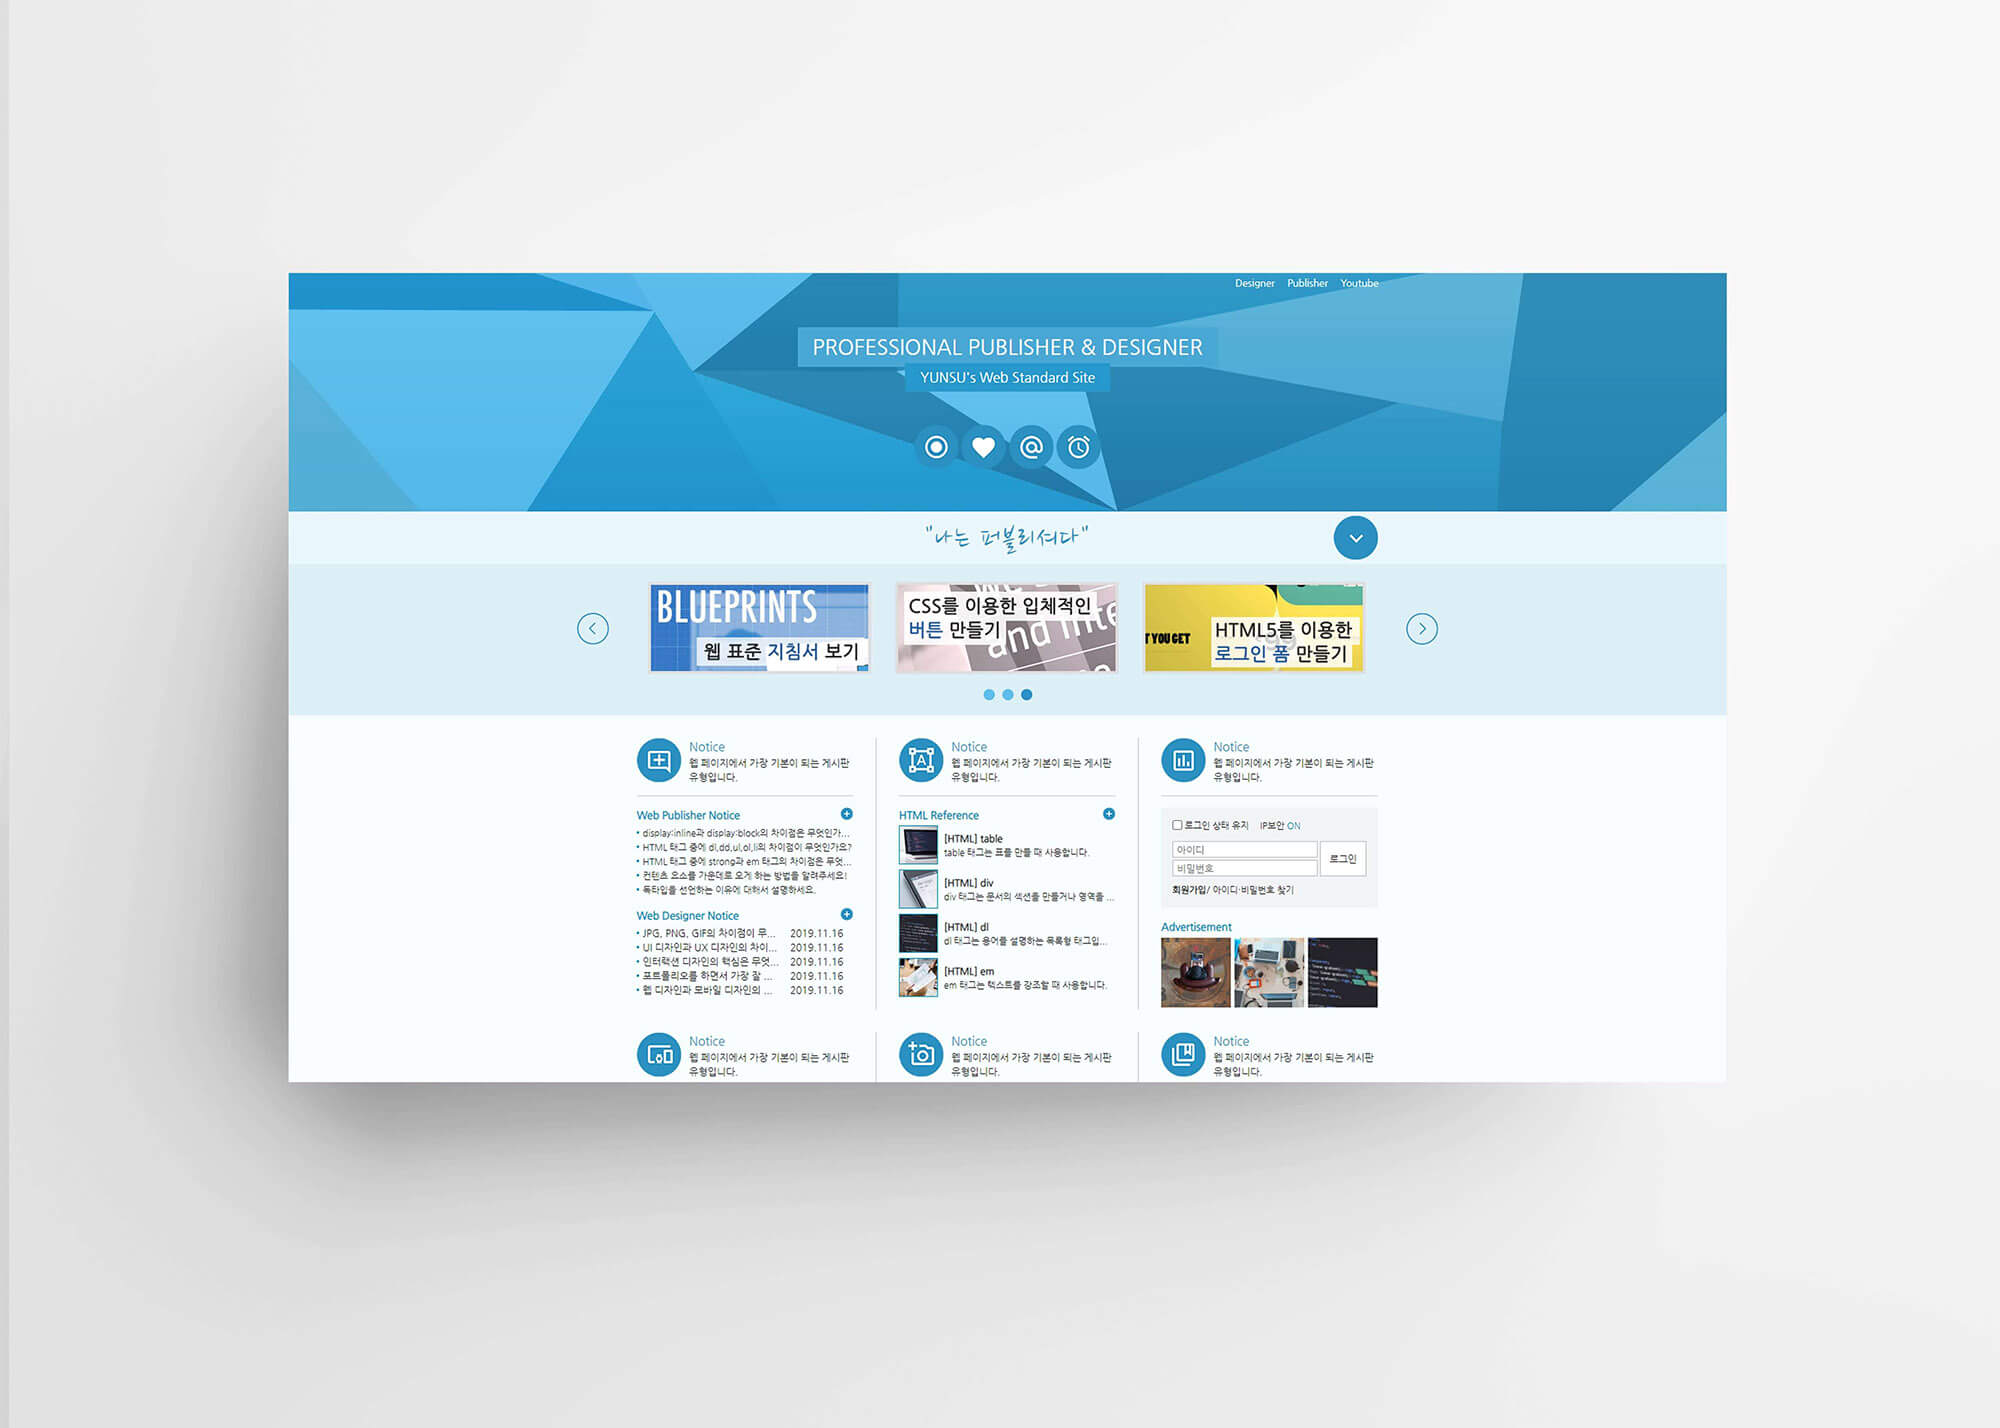 Designer Publisher Youtube
PROFESSIONAL PUBLISHER & DESIGNER
YUNSU's Web Standard Site
"나는 퍼블리셔다"
BLUEPRINTS
웹 표준 지침서 보기
CSS를 이용한 입체적인
버튼 만들기
and inte
T YOU GET
HTML5를 이용한
로그인 폼 만들기
Notice
웹 페이지에서 가장 기본이 되는 게시판
유형입니다.
Web Publisher Notice
display:inline과 display:block의 차이점은 무엇인가...
HTML 태그 중에 dl,dd,ul,ol,li의 차이점이 무엇인가요?
HTML 태그 중에 strong과 em 태그의 차이점은 무엇...
컨텐츠 요소를 가운데로 오게 하는 방법을 알려주세요!
독타입을 선언하는 이유에 대해서 설명하세요.
Web Designer Notice
JPG, PNG, GIF의 차이점이 무... 2019.11.16
UI 디자인과 UX 디자인의 차이... 2019.11.16
인터랙션 디자인의 핵심은 무엇... 2019.11.16
포트폴리오를 하면서 가장 잘 ... 2019.11.16
웹 디자인과 모바일 디자인의 ... 2019.11.16
Notice
웹 페이지에서 가장 기본이 되는 게시판
유형입니다.
HTML Reference
[HTML] table
table 태그는 표를 만들 때 사용합니다.
[HTML] div
div 태그는 문서의 섹션을 만들거나 영역을 ...
[HTML] dl
dl 태그는 용어를 설명하는 목록형 태그입...
[HTML] em
em 태그는 텍스트를 강조할 때 사용합니다.
Notice
웹 페이지에서 가장 기본이 되는 게시판
유형입니다.
로그인 상태 유지 IP보안 ON
아이디
비밀번호
로그인
회원가입/ 아이디·비밀번호 찾기
Advertisement
Notice
웹 페이지에서 가장 기본이 되는 게시판
유형입니다.
Notice
웹 페이지에서 가장 기본이 되는 게시판
유형입니다.
Notice
웹 페이지에서 가장 기본이 되는 게시판
유형입니다.